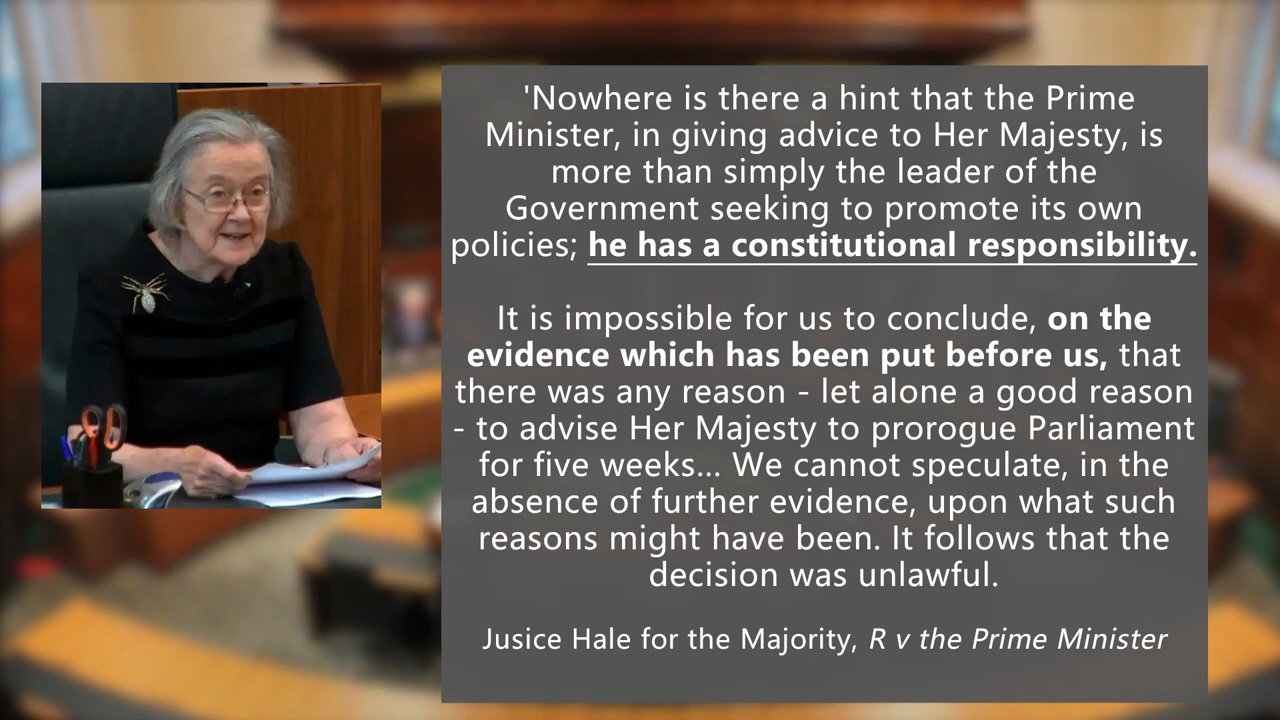 'Nowhere is there a hint that the Prime
Minister, in giving advice to Her Majesty, is
more than simply the leader of the
Government seeking to promote its own
policies; he has a constitutional responsibility.
It is impossible for us to conclude, on the
evidence which has been put before us, that
there was any reason - let alone a good reason
- to advise Her Majesty to prorogue Parliament
for five weeks... We cannot speculate, in the
absence of further evidence, upon what such
reasons might have been. It follows that the
decision was unlawful.
Jusice Hale for the Majority, R v the Prime Minister